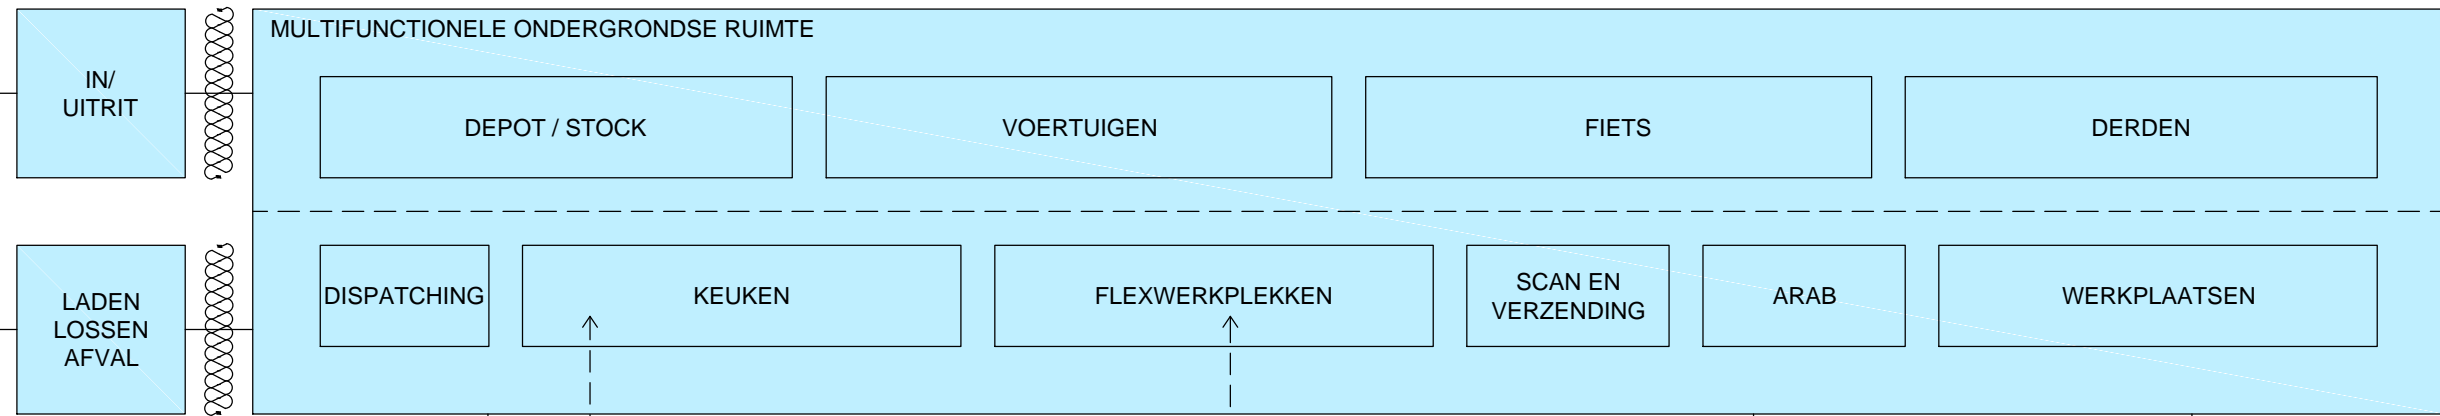 MULTIFUNCTIONELE ONDERGRONDSE RUIMTE
IN/
UITRIT
DEPOT / STOCK
VOERTUIGEN
FIETS
DERDEN
LADEN
LOSSEN
AFVAL
DISPATCHING
KEUKEN
FLEXWERKPLEKKEN
SCAN EN
VERZENDING
ARAB
WERKPLAATSEN